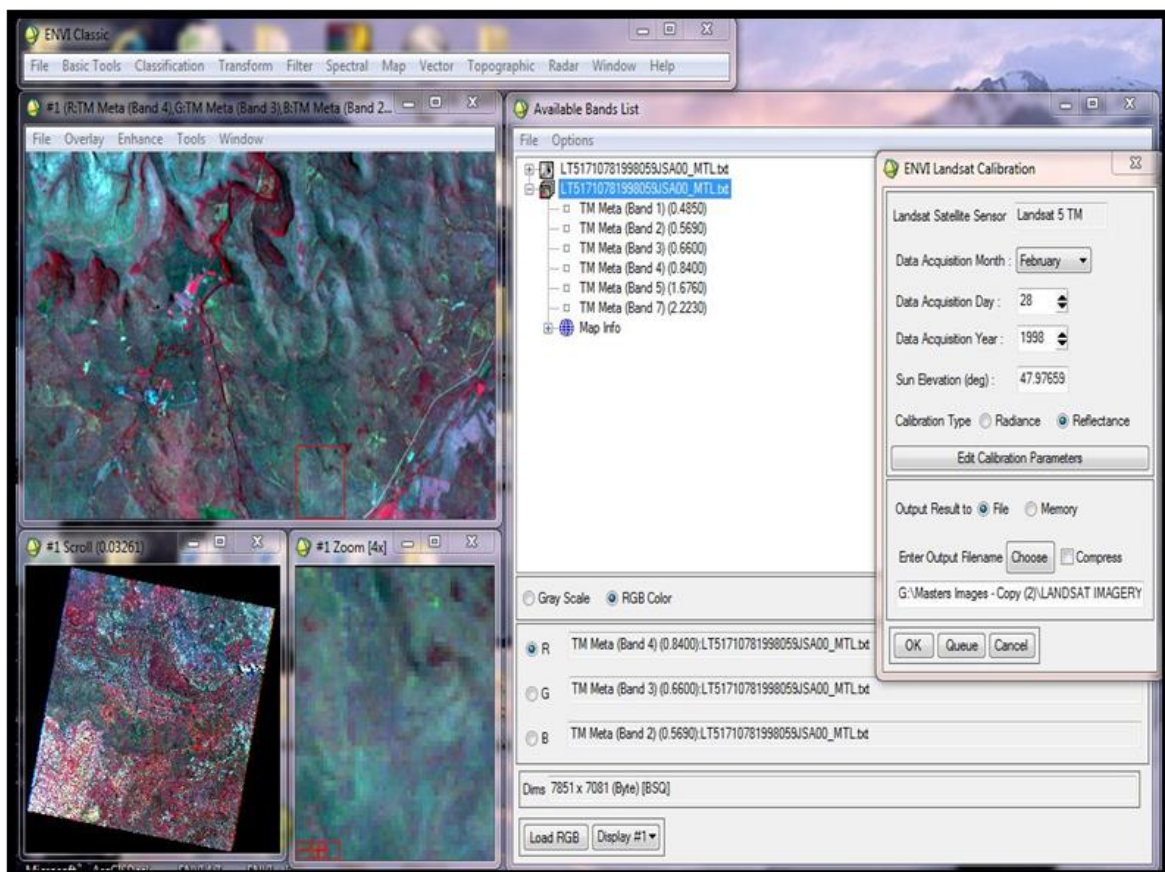 ENVI Classic
File Basic Tools Classification Transform Filter Spectral Map Vector Topographic Radar Window Help
#1 (R:TM Meta (Band 4),G:TM Meta (Band 3),B:TM Meta (Band 2...
File Overlay Enhance Tools Window
#1 Scroll (0.03261)
#1 Zoom [4x]
Available Bands List
File Options
LT51710781998059JSA00_MTL.txt
LT51710781998059JSA00_MTL.txt
TM Meta (Band 1) (0.4850)
TM Meta (Band 2) (0.5690)
TM Meta (Band 3) (0.6600)
TM Meta (Band 4) (0.8400)
TM Meta (Band 5) (1.6760)
TM Meta (Band 7) (2.2230)
Map Info
Gray Scale RGB Color
R TM Meta (Band 4) (0.8400):LT51710781998059JSA00_MTL.txt
G TM Meta (Band 3) (0.6600):LT51710781998059JSA00_MTL.txt
B TM Meta (Band 2) (0.5690):LT51710781998059JSA00_MTL.txt
Dims 7851 x 7081 (Byte) [BSQ]
Load RGB Display #1
ENVI Landsat Calibration
Landsat Satellite Sensor Landsat 5 TM
Data Acquisition Month : February
Data Acquisition Day : 28
Data Acquisition Year : 1998
Sun Elevation (deg) : 47.97659
Calibration Type Radiance Reflectance
Edit Calibration Parameters
Output Result to File Memory
Enter Output Filename Choose Compress
G:\Masters Images - Copy (2)\LANDSAT IMAGERY
OK Queue Cancel